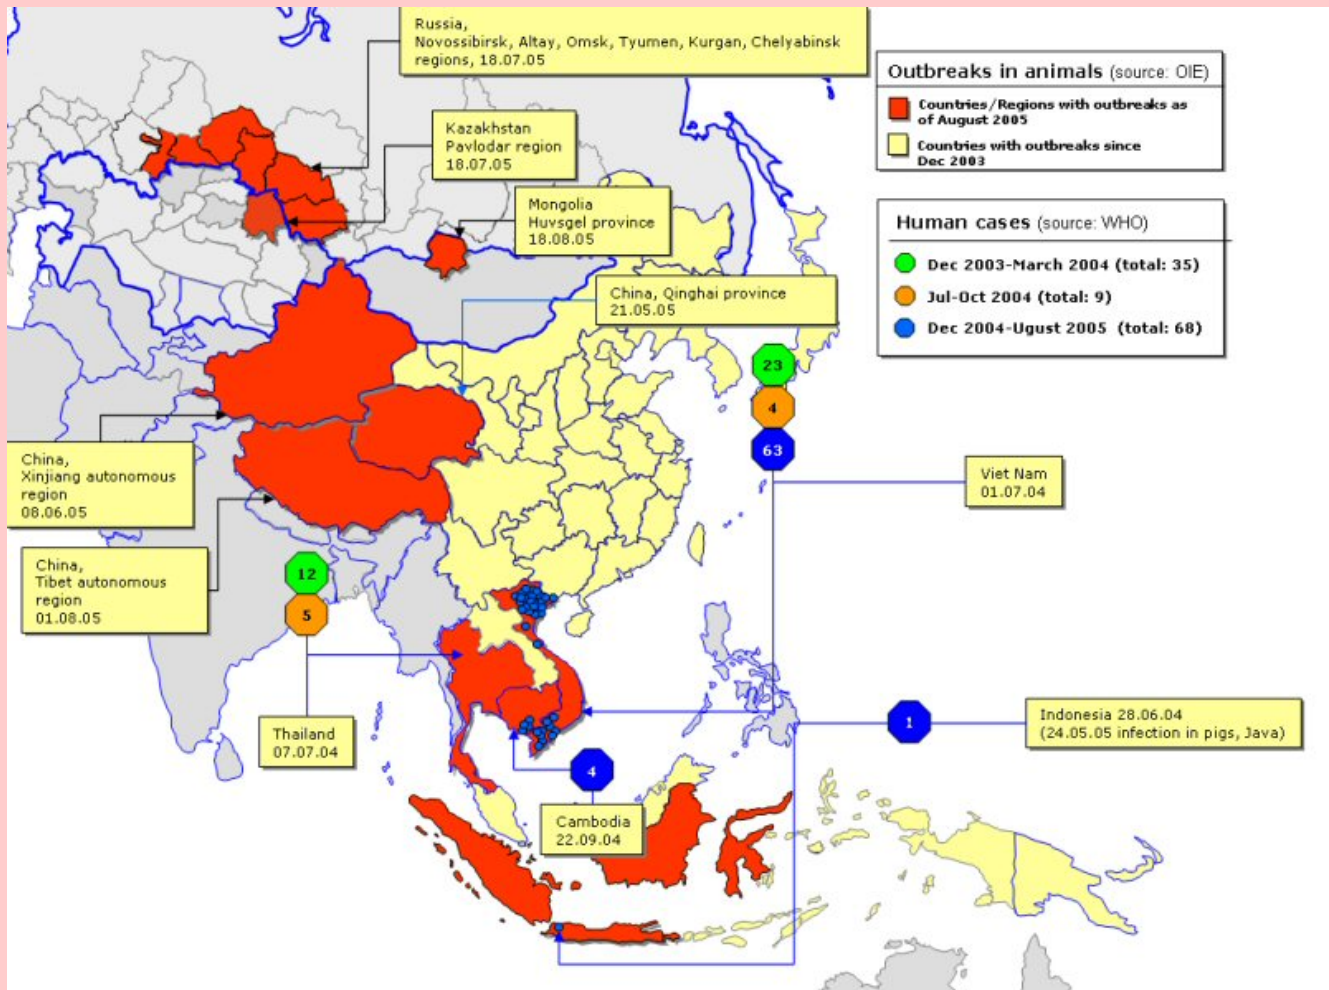 Russia,
Novossibirsk, Altay, Omsk, Tyumen, Kurgan, Chelyabinsk
regions, 18.07.05
Outbreaks in animals (source: OIE)
Countries/Regions with outbreaks as
of August 2005
Countries with outbreaks since
Dec 2003
Kazakhstan
Pavlodar region
18.07.05
Mongolia
Huvsgel province
18.08.05
Human cases (source: WHO)
Dec 2003-March 2004 (total: 35)
Jul-Oct 2004 (total: 9)
Dec 2004-Ugust 2005 (total: 68)
China, Qinghai province
21.05.05
23
4
63
China,
Xinjiang autonomous
region
08.06.05
Viet Nam
01.07.04
China,
Tibet autonomous
region
01.08.05
12
5
Thailand
07.07.04
1
Indonesia 28.06.04
(24.05.05 infection in pigs, Java)
4
Cambodia
22.09.04